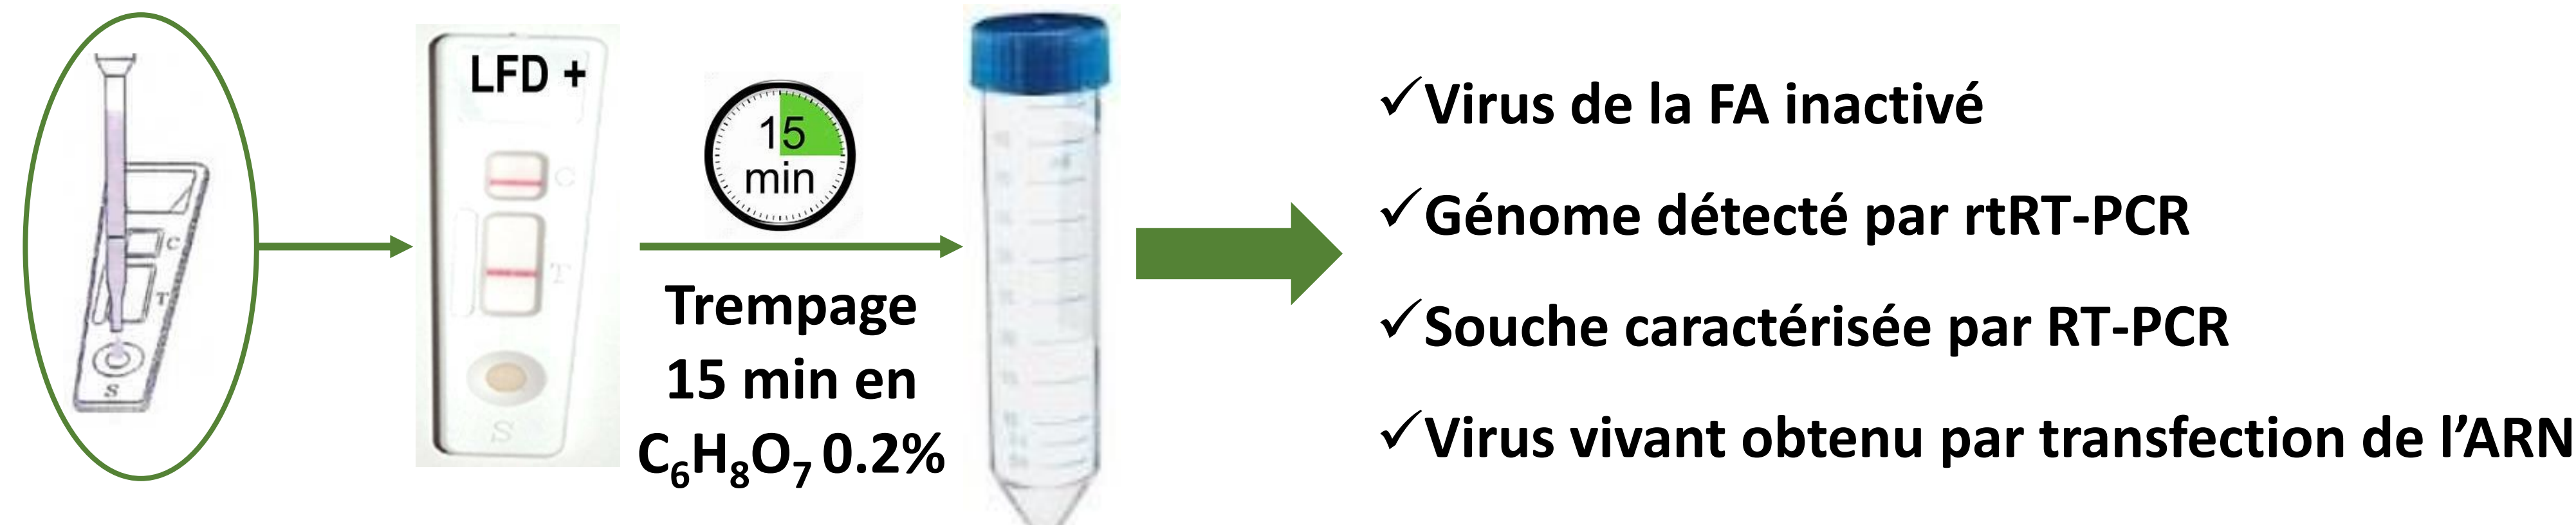 C
T
S
LFD +
C
T
S
15
min
Trempage
15 min en
C₆H₈O₇ 0.2%
✓Virus de la FA inactivé
✓Génome détecté par rtRT-PCR
✓Souche caractérisée par RT-PCR
✓Virus vivant obtenu par transfection de l’ARN